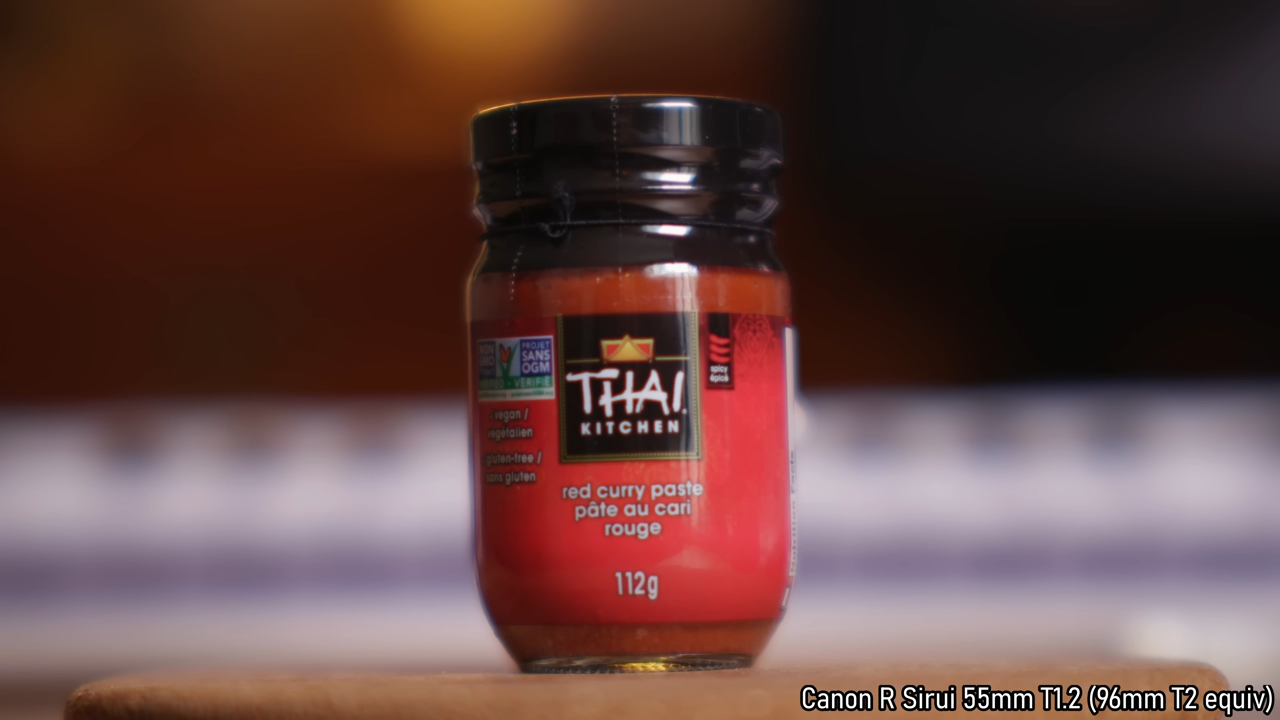 NON
GMO
PROJET
SANS
OGM
VÉRIFIÉ
vegan /
végétalien
gluten-free /
sans gluten
THAI
KITCHEN
spicy
épicé
red curry paste
pâte au cari
rouge
112g
Canon R Sirui 55mm T1.2 (96mm T2 equiv)